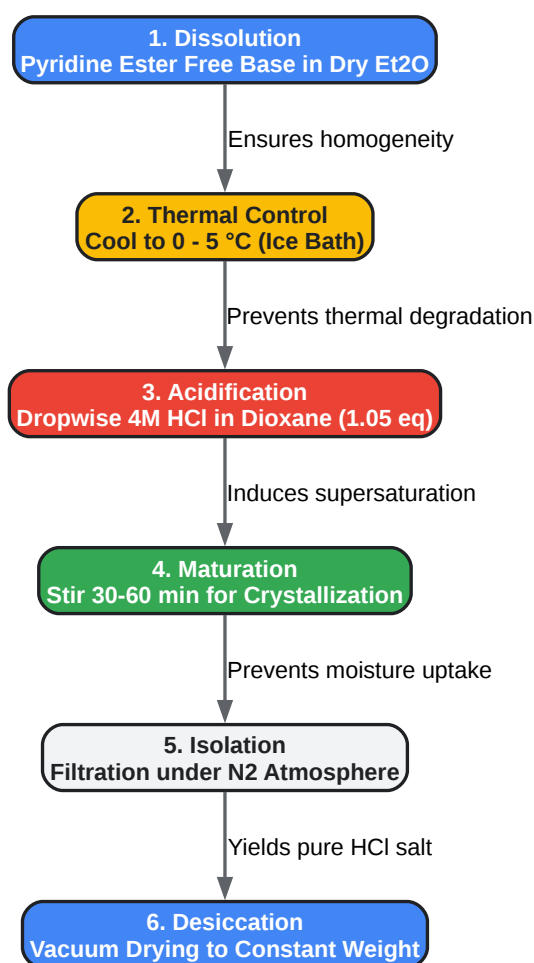 1. Dissolution
Pyridine Ester Free Base in Dry Et2O
Ensures homogeneity
2. Thermal Control
Cool to 0 - 5 °C (Ice Bath)
Prevents thermal degradation
3. Acidification
Dropwise 4M HCl in Dioxane (1.05 eq)
Induces supersaturation
4. Maturation
Stir 30-60 min for Crystallization
Prevents moisture uptake
5. Isolation
Filtration under N2 Atmosphere
Yields pure HCl salt
6. Desiccation
Vacuum Drying to Constant Weight